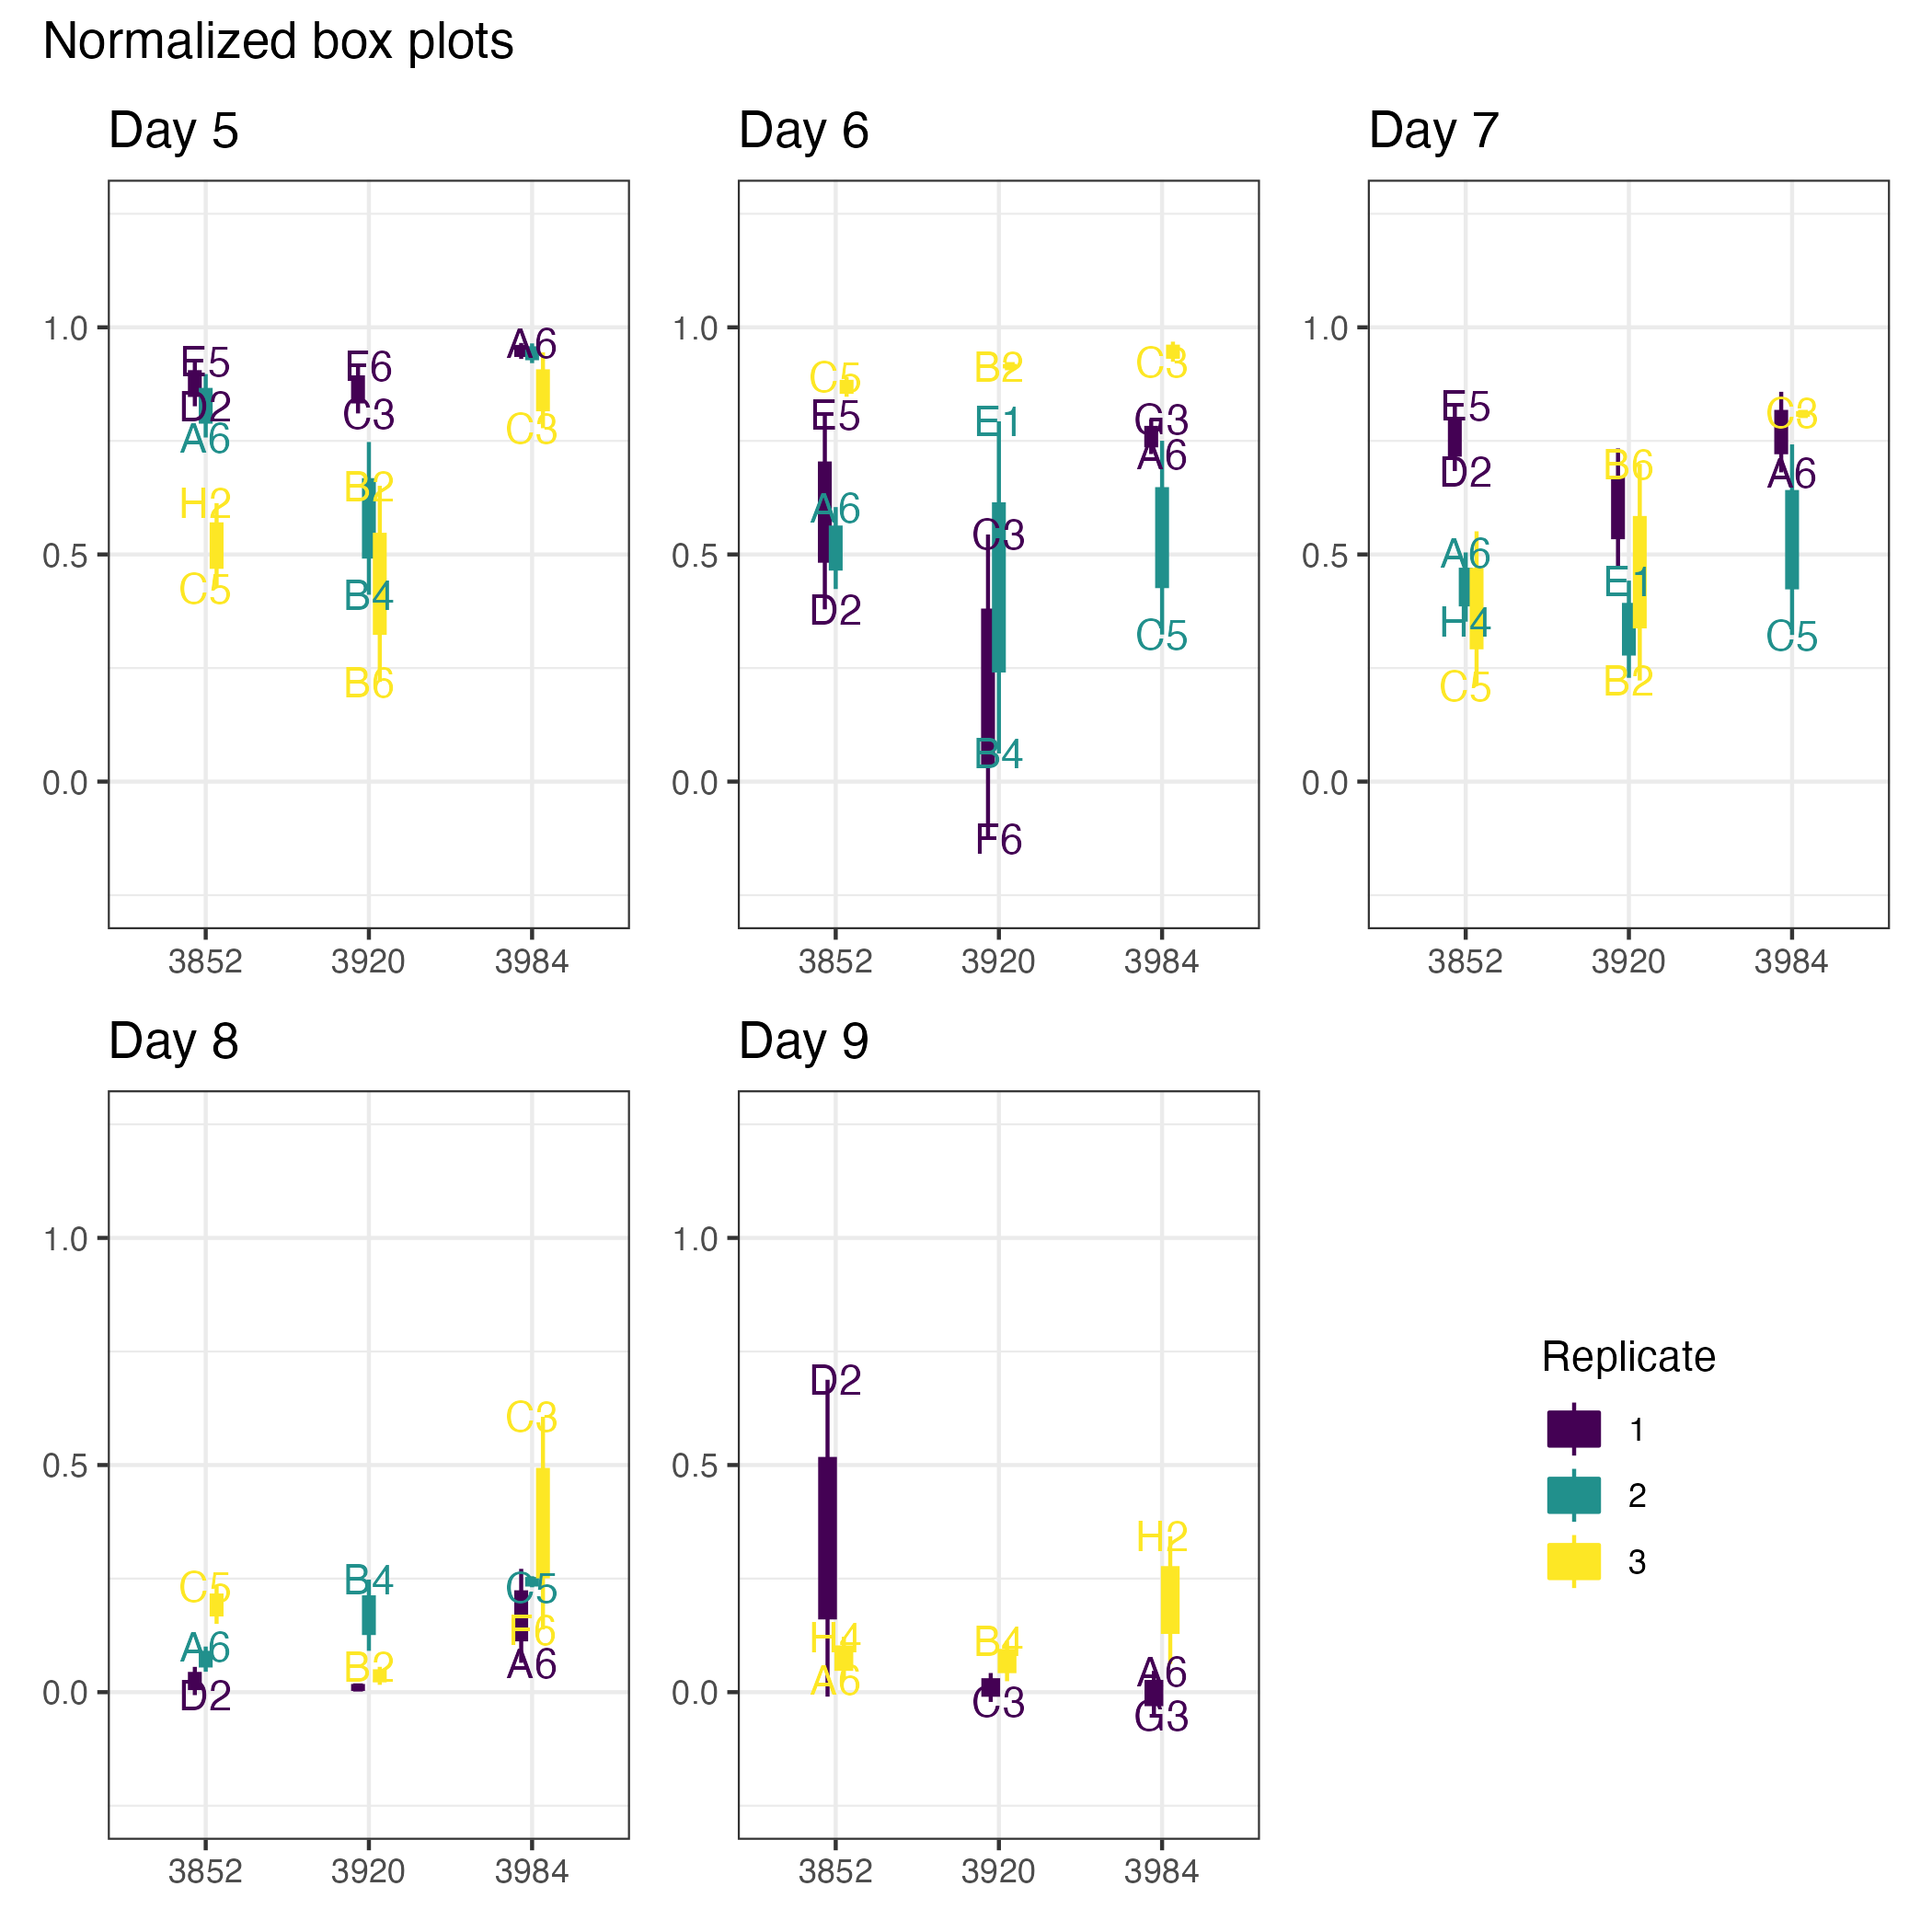 Normalized box plots
Day 5
Day 6
Day 7
1.0
0.5
0.0
E5
D2
A6
H2
C5
F6
C3
B2
B4
B6
A6
C3
3852
3920
3984
1.0
0.5
0.0
C5
E5
A6
D2
B2
E1
C3
B4
F6
C3
G3
A6
C5
3852
3920
3984
1.0
0.5
0.0
E5
D2
A6
H4
C5
B6
E1
B2
C3
A6
C5
3852
3920
3984
Day 8
Day 9
1.0
0.5
0.0
C5
A6
D2
B4
B2
C3
C5
A6
3852
3920
3984
1.0
0.5
0.0
D2
H4
A6
B4
C3
H2
A6
G3
3852
3920
3984
Replicate
1
2
3